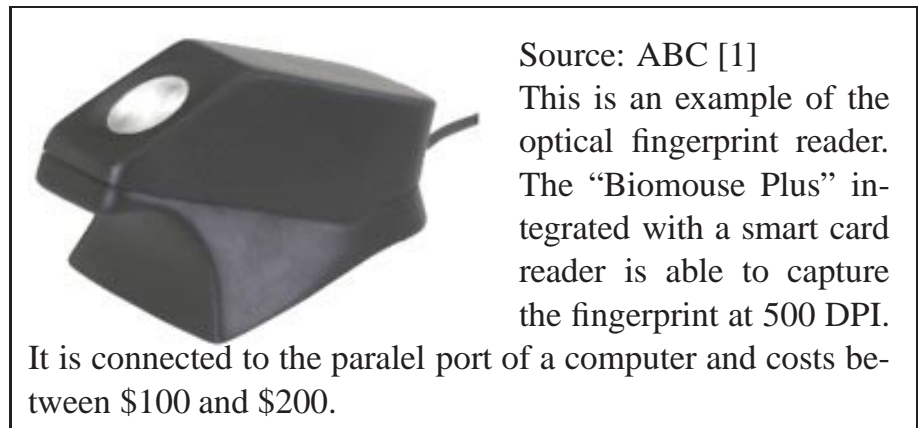 Source: ABC [1]
This is an example of the
optical fingerprint reader.
The “Biomouse Plus” in-
tegrated with a smart card
reader is able to capture
the fingerprint at 500 DPI.
It is connected to the paralel port of a computer and costs be-
tween $100 and $200.